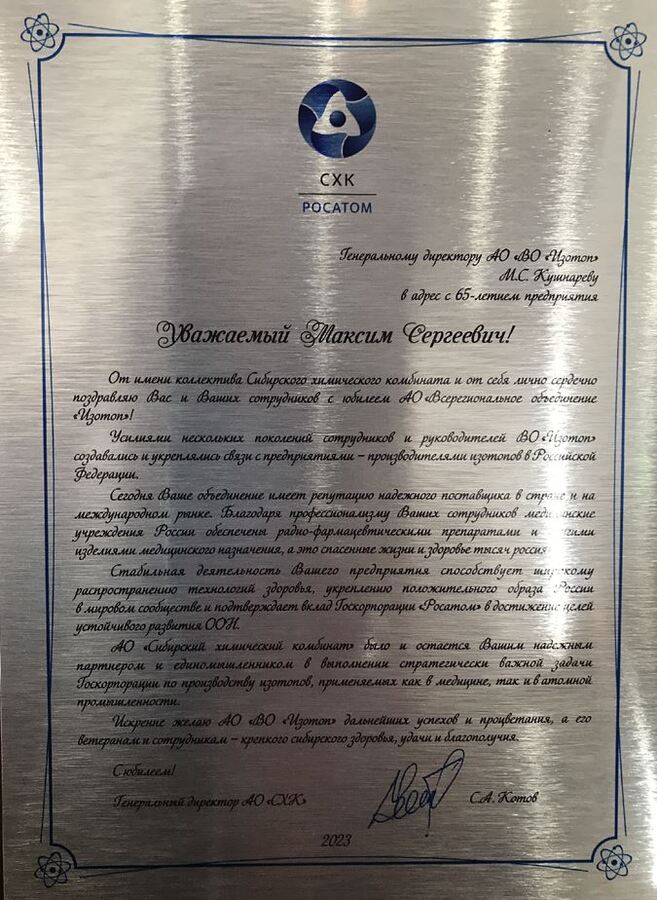 СХК
РОСАТОМ
Генеральному директору АО «ВО «Изотоп»
М.С. Кушнареву
в адрес с 65-летием предприятия
Уважаемый Максим Сергеевич!
От имени коллектива Сибирского химического комбината и от себя лично сердечно
поздравляю Вас и Ваших сотрудников с юбилеем АО «Всерегиональное объединение
«Изотоп»!
Усилиями нескольких поколений сотрудников и руководителей ВО «Изотоп»
создавались и укреплялись связи с предприятиями – производителями изотопов в Российской
Федерации.
Сегодня Ваше объединение имеет репутацию надежного поставщика в стране и на
международном рынке. Благодаря профессионализму Ваших сотрудников медицинские
учреждения России обеспечены радио-фармацевтическими препаратами и
изделиями медицинского назначения, а это спасенные жизни и здоровье тысяч
Стабильная деятельность Вашего предприятия способствует широкому
распространению технологий здоровья, укреплению положительного образа России
в мировом сообществе и подтверждает вклад Госкорпорации «Росатом» в достижение целей
устойчивого развития ООН.
АО «Сибирский химический комбинат» было и остается Вашим надежным
партнером и единомышленником в выполнении стратегически важной задачи
Госкорпорации по производству изотопов, применяемых как в медицине, так и в атомной
промышленности.
Искренне желаю АО «ВО «Изотоп» дальнейших успехов и процветания, а его
ветеранам и сотрудникам – крепкого сибирского здоровья, удачи и благополучия.
С юбилеем!
Генеральный директор АО «СХК»
С.А. Котов
2023